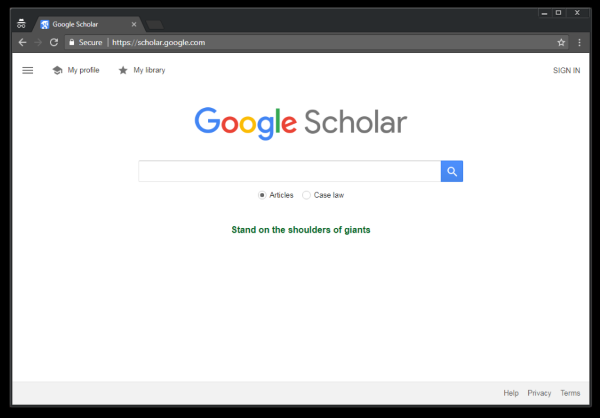 Google Scholar
Secure https://scholar.google.com
My profile My library SIGN IN
Google Scholar
Articles Case law
Stand on the shoulders of giants
Help Privacy Terms